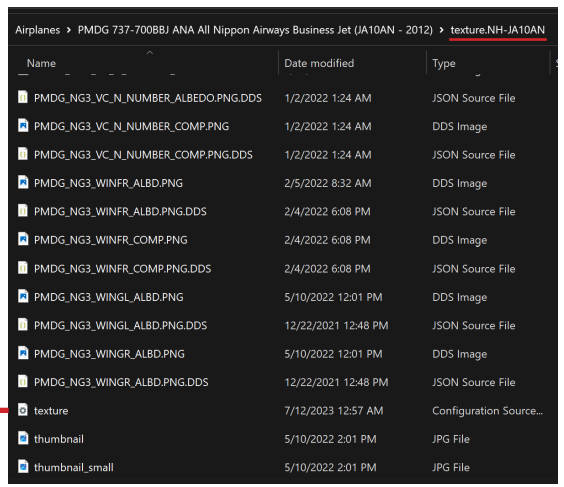 Airplanes > PMDG 737-700BBJ ANA All Nippon Airways Business Jet (JA10AN - 2012) > texture.NH-JA10AN
Name Date modified Type
PMDG_NG3_VC_N_NUMBER_ALBEDO.PNG.DDS 1/2/2022 1:24 AM JSON Source File
PMDG_NG3_VC_N_NUMBER_COMP.PNG 1/2/2022 1:24 AM DDS Image
PMDG_NG3_VC_N_NUMBER_COMP.PNG.DDS 1/2/2022 1:24 AM JSON Source File
PMDG_NG3_WINFR_ALBD.PNG 2/5/2022 8:32 AM DDS Image
PMDG_NG3_WINFR_ALBD.PNG.DDS 2/4/2022 6:08 PM JSON Source File
PMDG_NG3_WINFR_COMP.PNG 2/4/2022 6:08 PM DDS Image
PMDG_NG3_WINFR_COMP.PNG.DDS 2/4/2022 6:08 PM JSON Source File
PMDG_NG3_WINGL_ALBD.PNG 5/10/2022 12:01 PM DDS Image
PMDG_NG3_WINGL_ALBD.PNG.DDS 12/22/2021 12:48 PM JSON Source File
PMDG_NG3_WINGR_ALBD.PNG 5/10/2022 12:01 PM DDS Image
PMDG_NG3_WINGR_ALBD.PNG.DDS 12/22/2021 12:48 PM JSON Source File
texture 7/12/2023 12:57 AM Configuration Source...
thumbnail 5/10/2022 2:01 PM JPG File
thumbnail_small 5/10/2022 2:01 PM JPG File